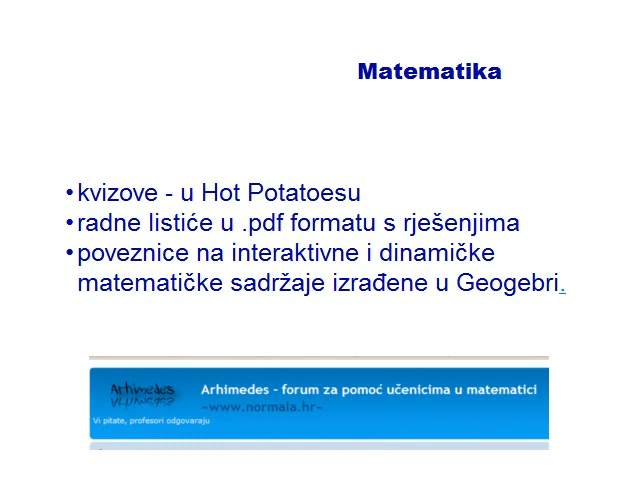 Matematika
•kvizove - u Hot Potatoesu
•radne listiće u .pdf formatu s rješenjima
•poveznice na interaktivne i dinamičke
matematičke sadržaje izrađene u Geogebri.
Arhimedes
Arhimedes - forum za pomoć učenicima u matematici
~www.normala.hr~
Vi pitate, profesori odgovaraju